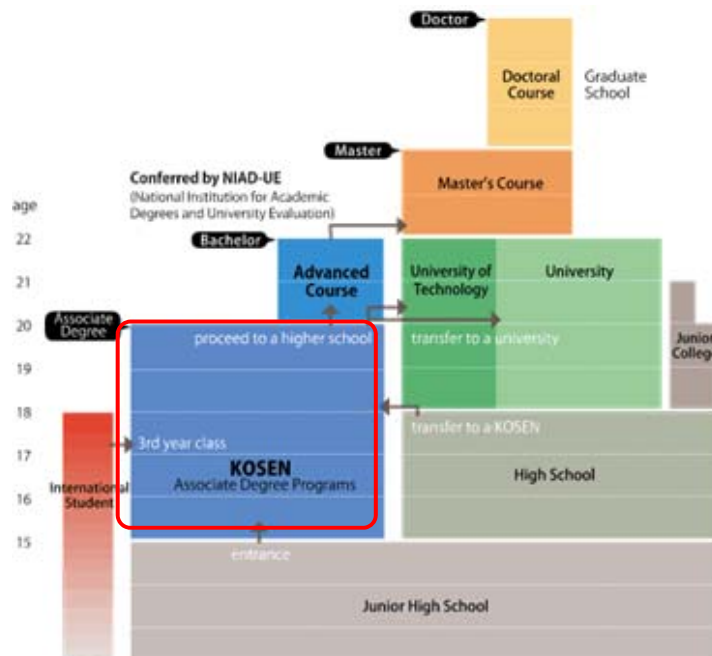 Doctor
Doctoral
Course
Graduate
School
Master
Master's Course
Conferred by NIAD-UE
(National Institution for Academic
Degrees and University Evaluation)
age
22
Bachelor
Advanced
Course
University of
Technology
University
21
Associate
Degree
20
proceed to a higher school
transfer to a university
Junior
College
19
18
transfer to a KOSEN
3rd year class
17
KOSEN
Associate Degree Programs
High School
International
Student
16
15
entrance
Junior High School